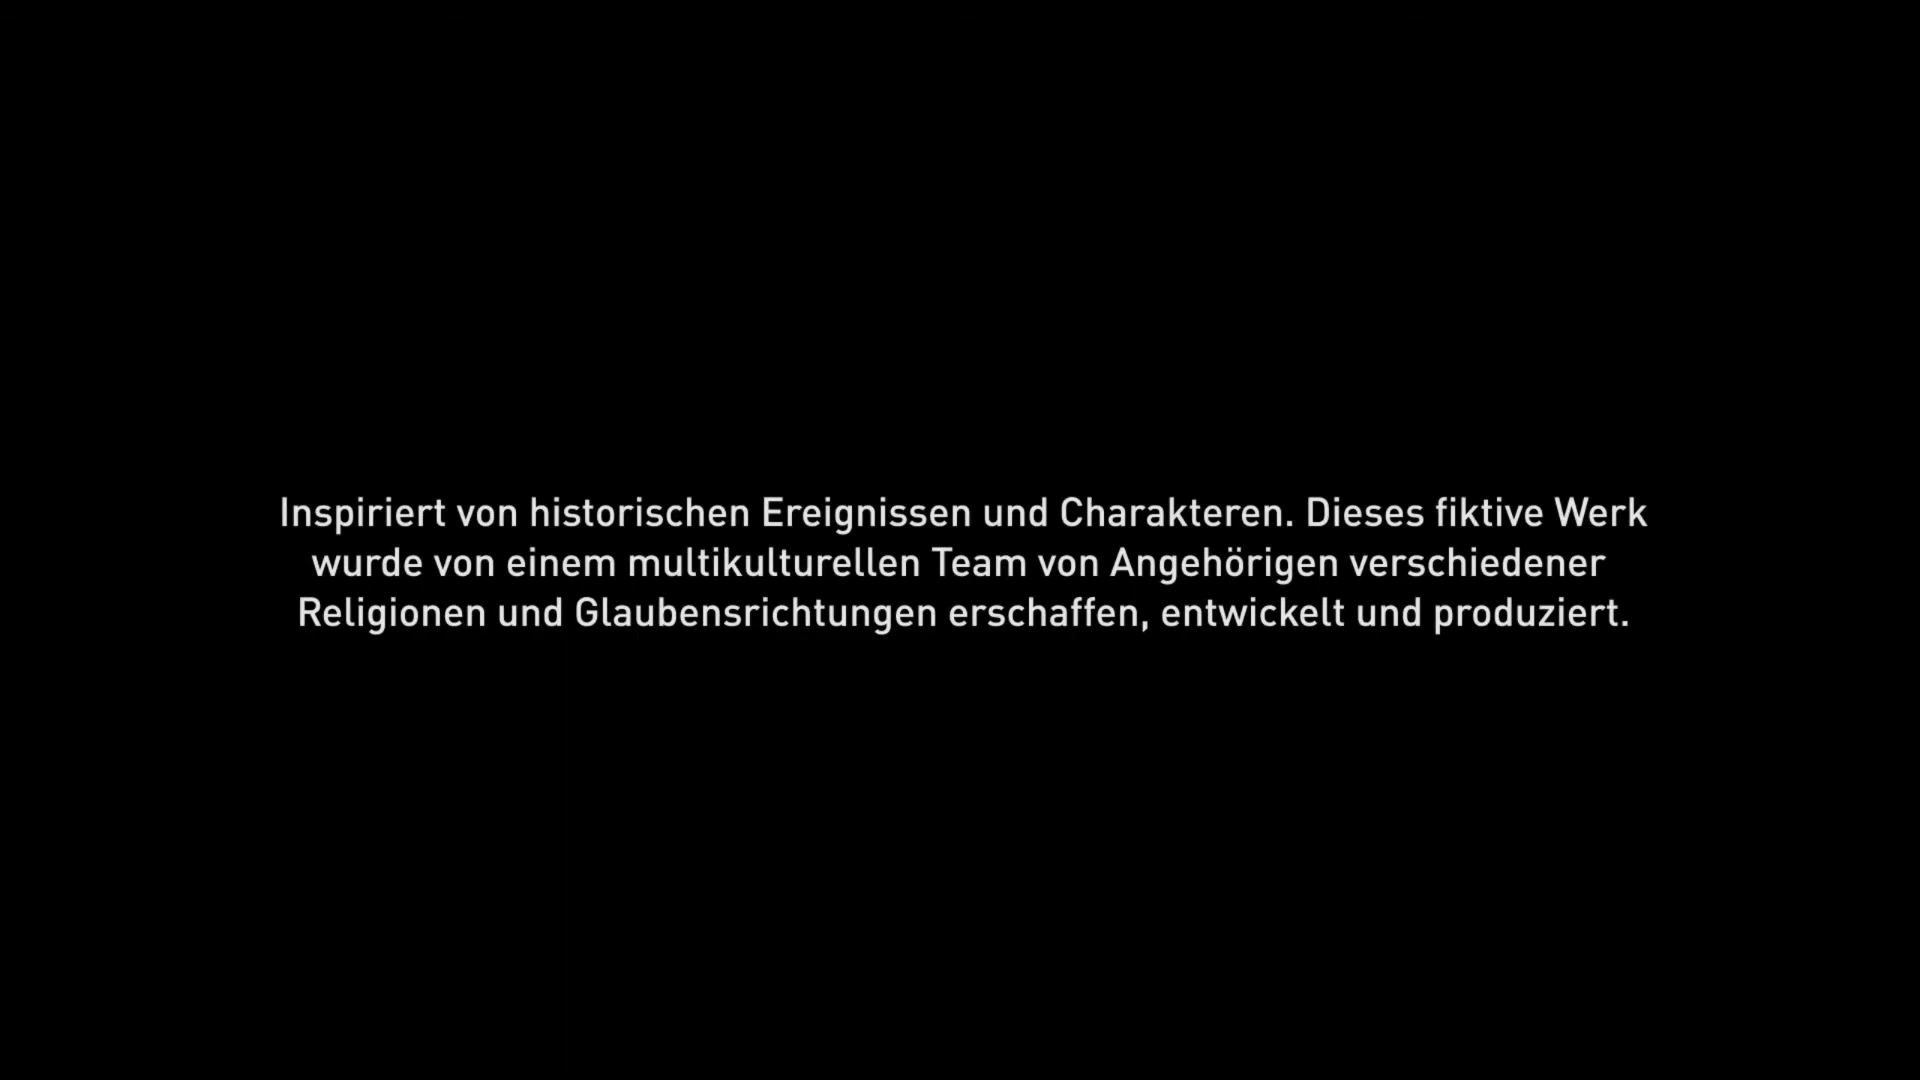 Inspiriert von historischen Ereignissen und Charakteren. Dieses fiktive Werk
wurde von einem multikulturellen Team von Angehörigen verschiedener
Religionen und Glaubensrichtungen erschaffen, entwickelt und produziert.